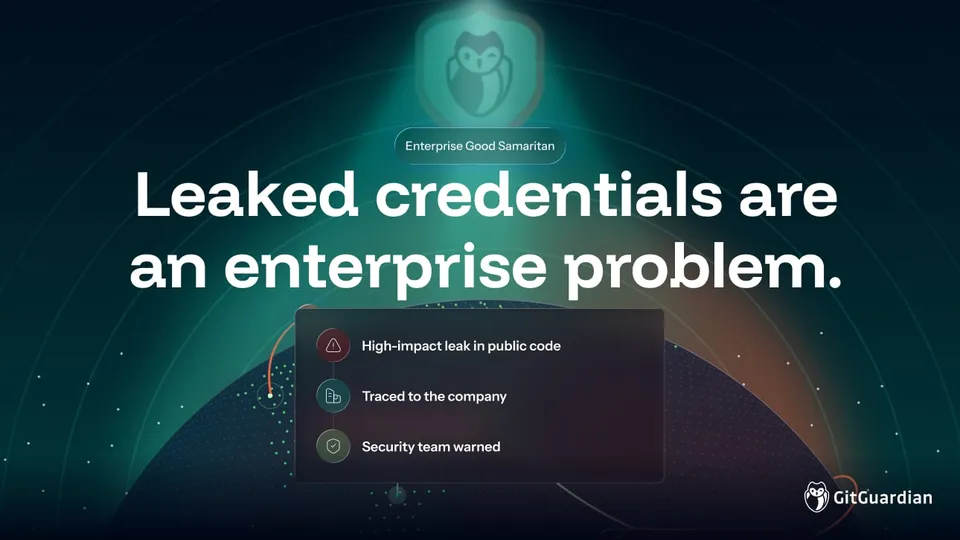 Enterprise Good Samaritan
Leaked credentials are
an enterprise problem.
High-impact leak in public code
Traced to the company
Security team warned
GitGuardian